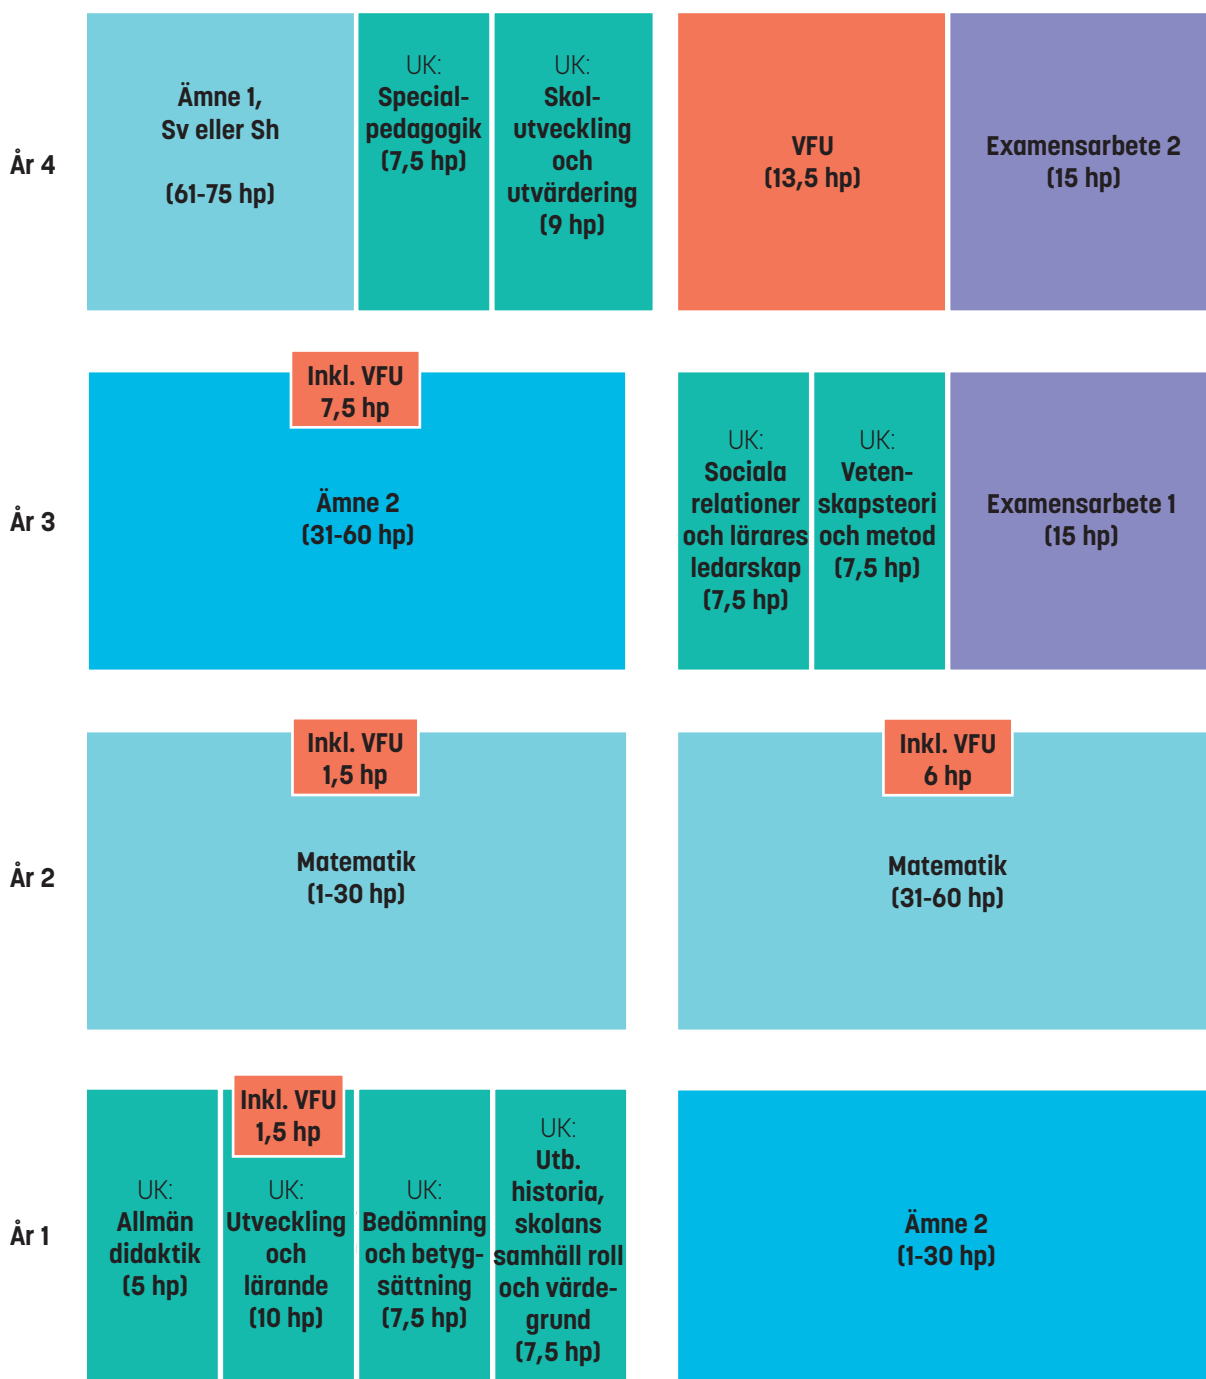 År 4
Ämne 1,
Sv eller Sh
(61-75 hp)
UK:
Special-
pedagogik
(7,5 hp)
UK:
Skol-
utveckling
och
utvärdering
(9 hp)
VFU
(13,5 hp)
Examensarbete 2
(15 hp)
År 3
Inkl. VFU
7,5 hp
Ämne 2
(31-60 hp)
UK:
Sociala
relationer
och lärares
ledarskap
(7,5 hp)
UK:
Veten-
skapsteori
och metod
(7,5 hp)
Examensarbete 1
(15 hp)
År 2
Inkl. VFU
1,5 hp
Matematik
(1-30 hp)
Inkl. VFU
6 hp
Matematik
(31-60 hp)
År 1
UK:
Allmän
didaktik
(5 hp)
Inkl. VFU
1,5 hp
UK:
Utveckling
och
lärande
(10 hp)
UK:
Bedömning
och betyg-
sättning
(7,5 hp)
UK:
Utb.
historia,
skolans
samhäll roll
och värde-
grund
(7,5 hp)
Ämne 2
(1-30 hp)